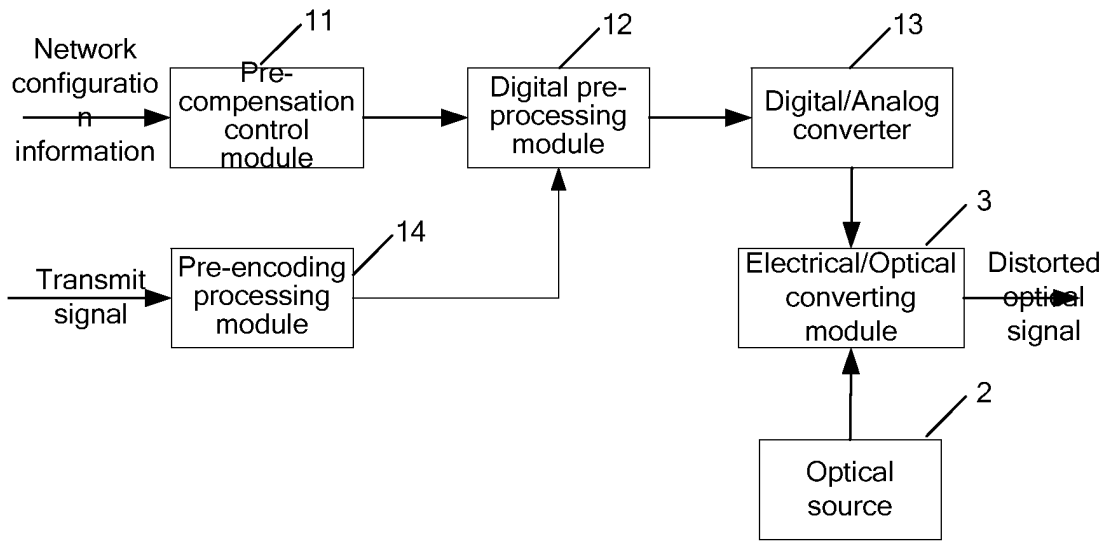 11
12
13
Network
configuratio
n
information
Pre-
compensation
control
module
Digital pre-
processing
module
Digital/Analog
converter
14
3
Transmit
signal
Pre-encoding
processing
module
Electrical/Optical
converting
module
Distorted
optical
signal
2
Optical
source